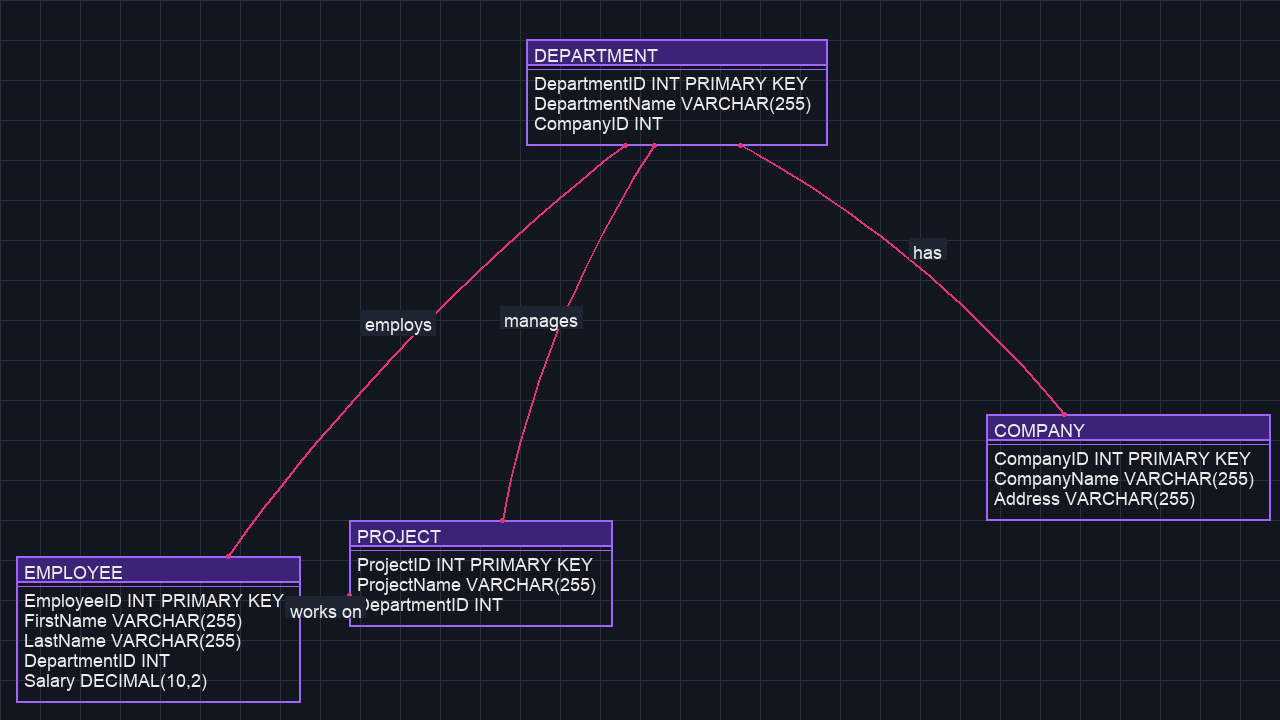 DEPARTMENT
DepartmentID INT PRIMARY KEY
DepartmentName VARCHAR(255)
CompanyID INT
has
employs
manages
COMPANY
CompanyID INT PRIMARY KEY
CompanyName VARCHAR(255)
Address VARCHAR(255)
PROJECT
ProjectID INT PRIMARY KEY
ProjectName VARCHAR(255)
DepartmentID INT
works on
EMPLOYEE
EmployeeID INT PRIMARY KEY
FirstName VARCHAR(255)
LastName VARCHAR(255)
DepartmentID INT
Salary DECIMAL(10,2)